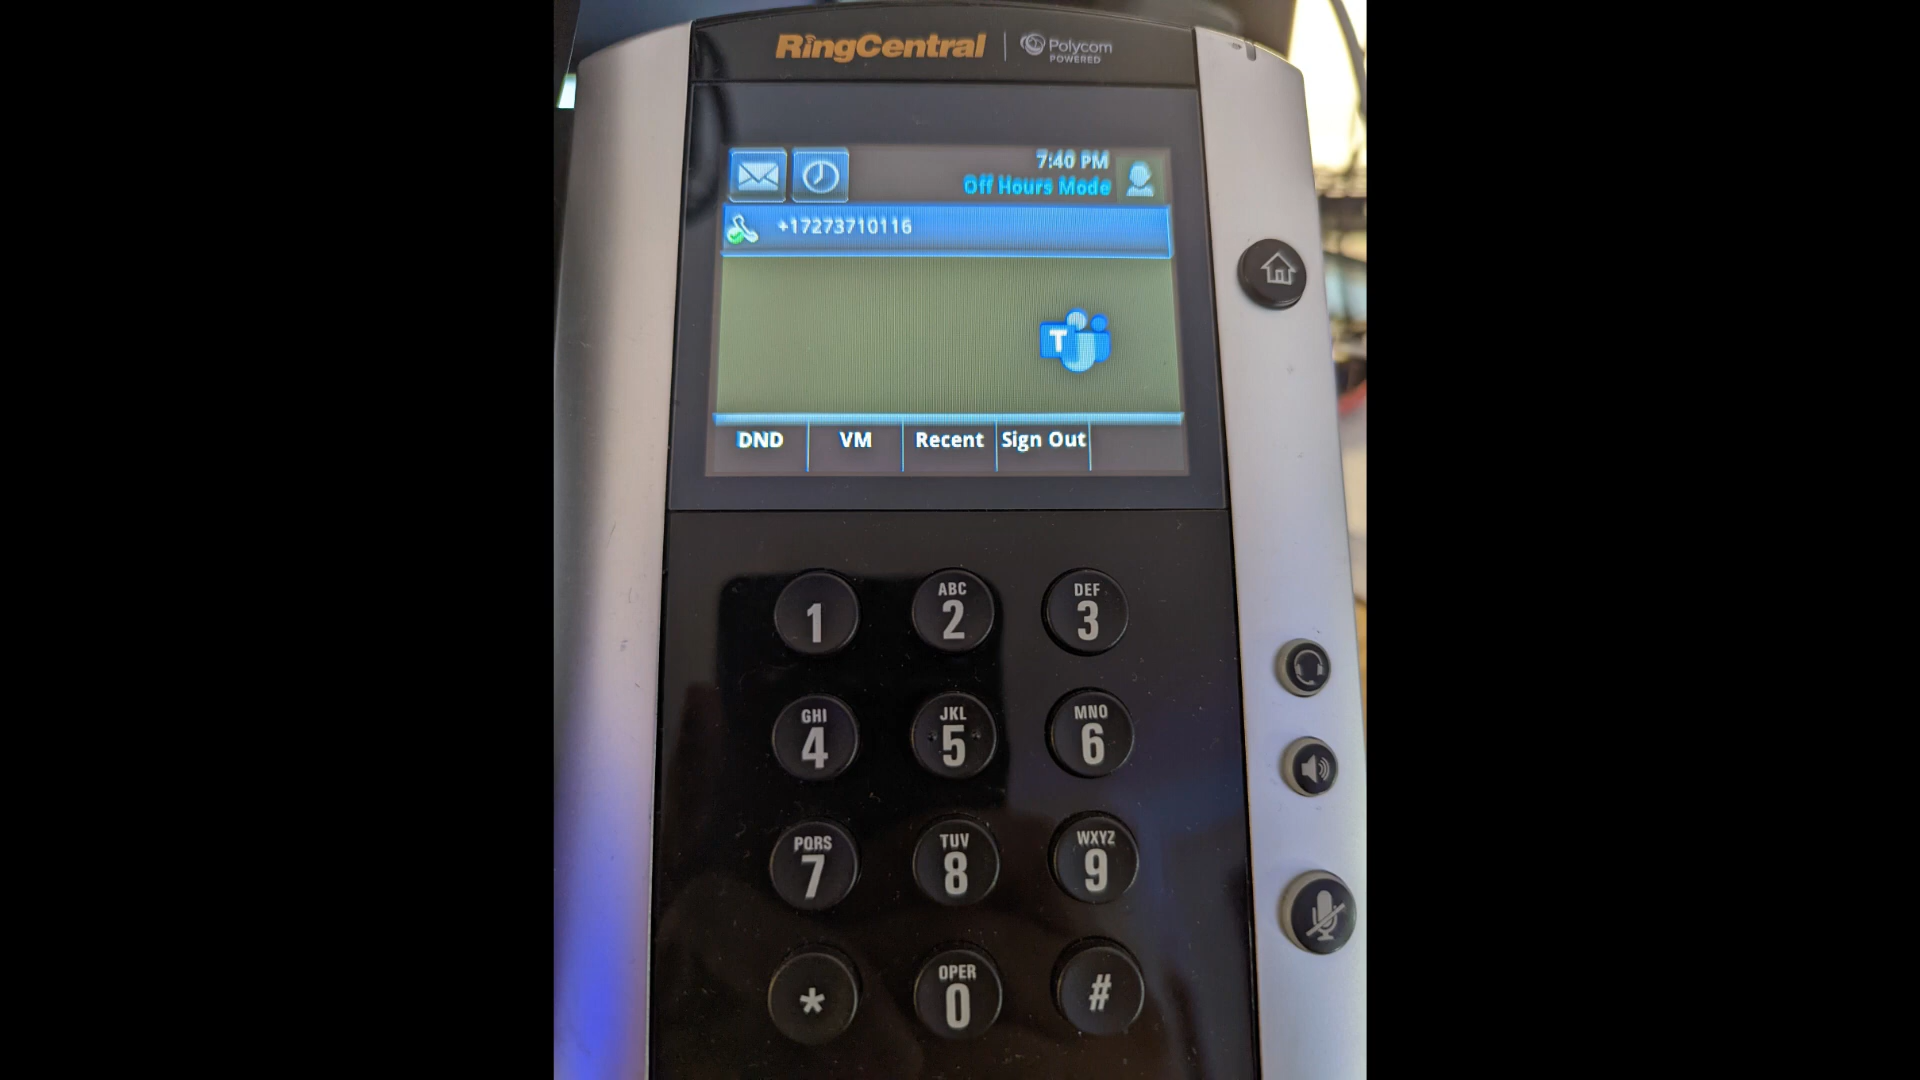 RingCentral
Polycom
POWERED
7:40 PM
Off Hours Mode
+17273710116
T
DND
VM
Recent
Sign Out
1
ABC
2
DEF
3
GHI
4
JKL
5
MNO
6
PQRS
7
TUV
8
WXYZ
9
*
OPER
0
#